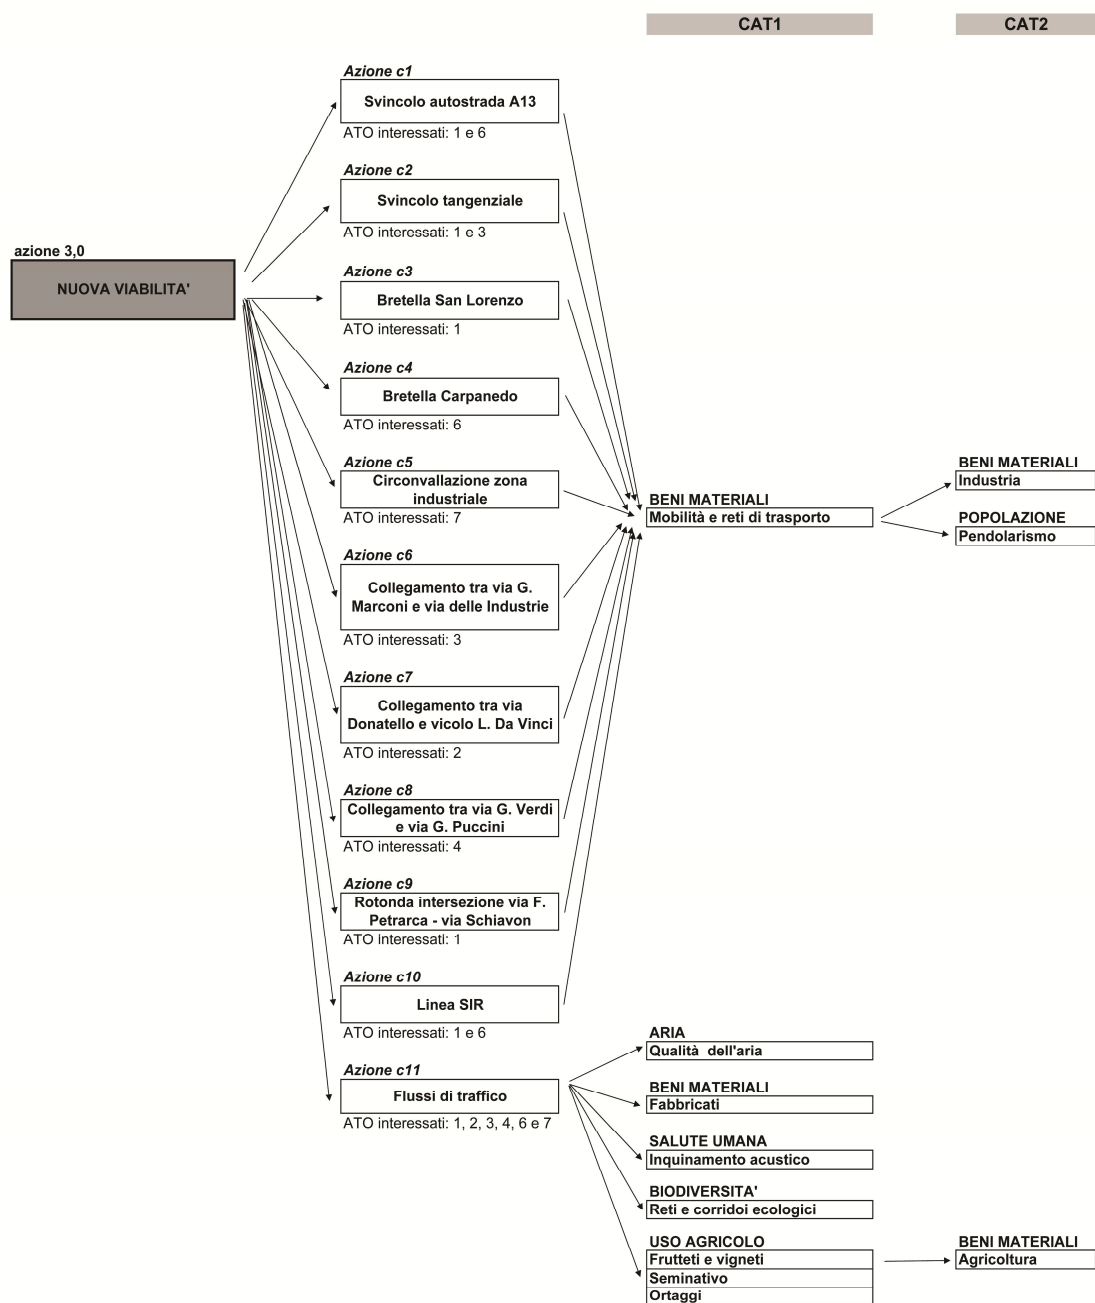 CAT1
CAT2
Azione c1
Svincolo autostrada A13
ATO interessati: 1 e 6
Azione c2
Svincolo tangenziale
ATO interessati: 1 e 3
azione 3,0
NUOVA VIABILITA'
Azione c3
Bretella San Lorenzo
ATO interessati: 1
Azione c4
Bretella Carpanedo
ATO interessati: 6
Azione c5
Circonvallazione zona
industriale
ATO interessati: 7
BENI MATERIALI
Mobilità e reti di trasporto
BENI MATERIALI
Industria
POPOLAZIONE
Pendolarismo
Azione c6
Collegamento tra via G.
Marconi e via delle Industrie
ATO interessati: 3
Azione c7
Collegamento tra via
Donatello e vicolo L. Da Vinci
ATO interessati: 2
Azione c8
Collegamento tra via G. Verdi
e via G. Puccini
ATO interessati: 4
Azione c9
Rotonda intersezione via F.
Petrarca - via Schiavon
ATO interessati: 1
Azione c10
Linea SIR
ATO interessati: 1 e 6
Azione c11
Flussi di traffico
ATO interessati: 1, 2, 3, 4, 6 e 7
ARIA
Qualità dell'aria
BENI MATERIALI
Fabbricati
SALUTE UMANA
Inquinamento acustico
BIODIVERSITA'
Reti e corridoi ecologici
USO AGRICOLO
Frutteti e vigneti
Seminativo
Ortaggi
BENI MATERIALI
Agricoltura